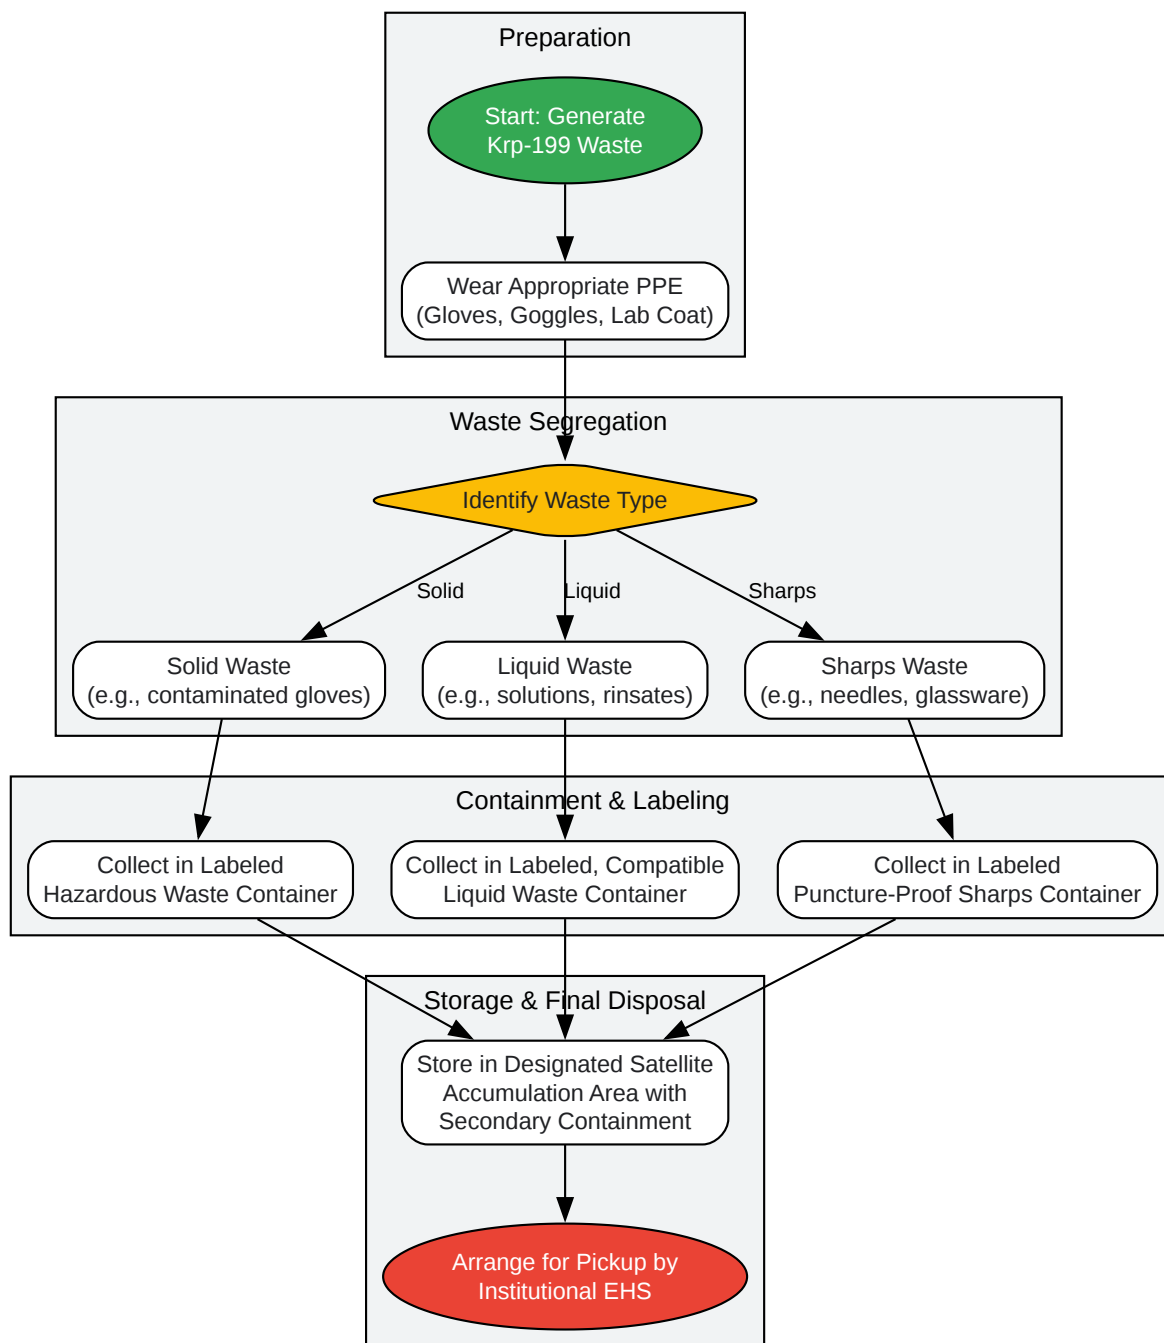 Preparation
Start: Generate
Krp-199 Waste
Wear Appropriate PPE
(Gloves, Goggles, Lab Coat)
Waste Segregation
Identify Waste Type
Solid
Liquid
Sharps
Solid Waste
(e.g., contaminated gloves)
Liquid Waste
(e.g., solutions, rinsates)
Sharps Waste
(e.g., needles, glassware)
Containment & Labeling
Collect in Labeled
Hazardous Waste Container
Collect in Labeled, Compatible
Liquid Waste Container
Collect in Labeled
Puncture-Proof Sharps Container
Storage & Final Disposal
Store in Designated Satellite
Accumulation Area with
Secondary Containment
Arrange for Pickup by
Institutional EHS